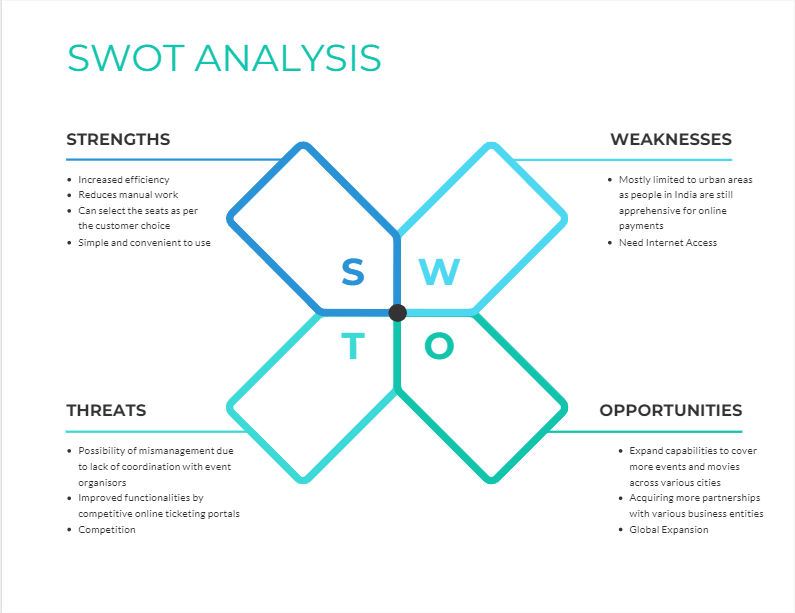 SWOT ANALYSIS
STRENGTHS
Increased efficiency
Reduces manual work
Can select the seats as per
the customer choice
Simple and convenient to use
WEAKNESSES
Mostly limited to urban areas
as people in India are still
apprehensive for online
payments
Need Internet Access
S
W
T
O
THREATS
Possibility of mismanagement due
to lack of coordination with event
organisors
Improved functionalities by
competitive online ticketing portals
Competition
OPPORTUNITIES
Expand capabilities to cover
more events and movies
across various cities
Acquiring more partnerships
with various business entities
Global Expansion